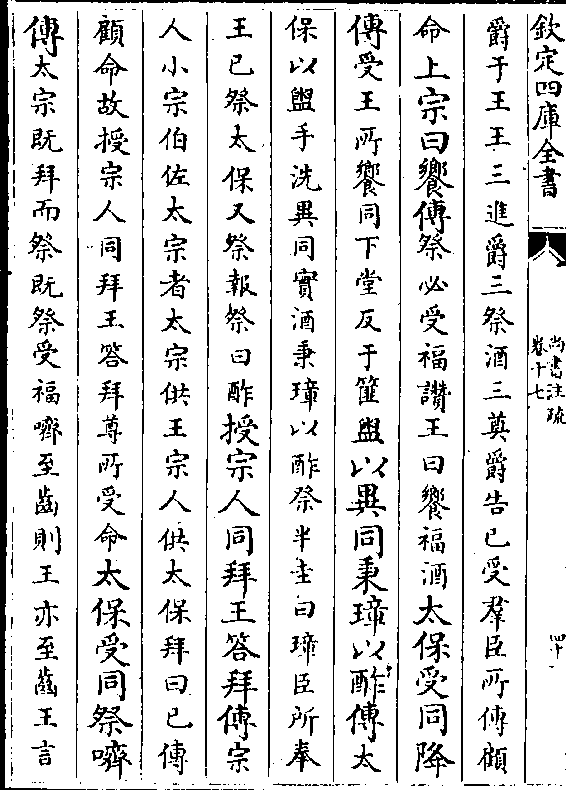 欽定四庫全書
尚書注疏
卷十七
爵于王王三進爵三祭酒三奠爵告已受羣臣所傳顧
命上宗曰饗傳祭必受福讃王曰饗福酒太保受同降
傳受王所饗同下堂反于篚盥以異同秉璋以酢傳太
保以盥手洗異同實酒秉璋以酢祭半圭曰璋臣所奉
王已祭太保又祭報祭曰酢授宗人同拜王答拜傳宗
人小宗伯佐太宗者太宗供王宗人供太保拜曰已傳
顧命故授宗人同拜王答拜尊所受命太保受同祭嚌
傳太宗既拜而祭既祭受福嚌至齒則王亦至齒王言